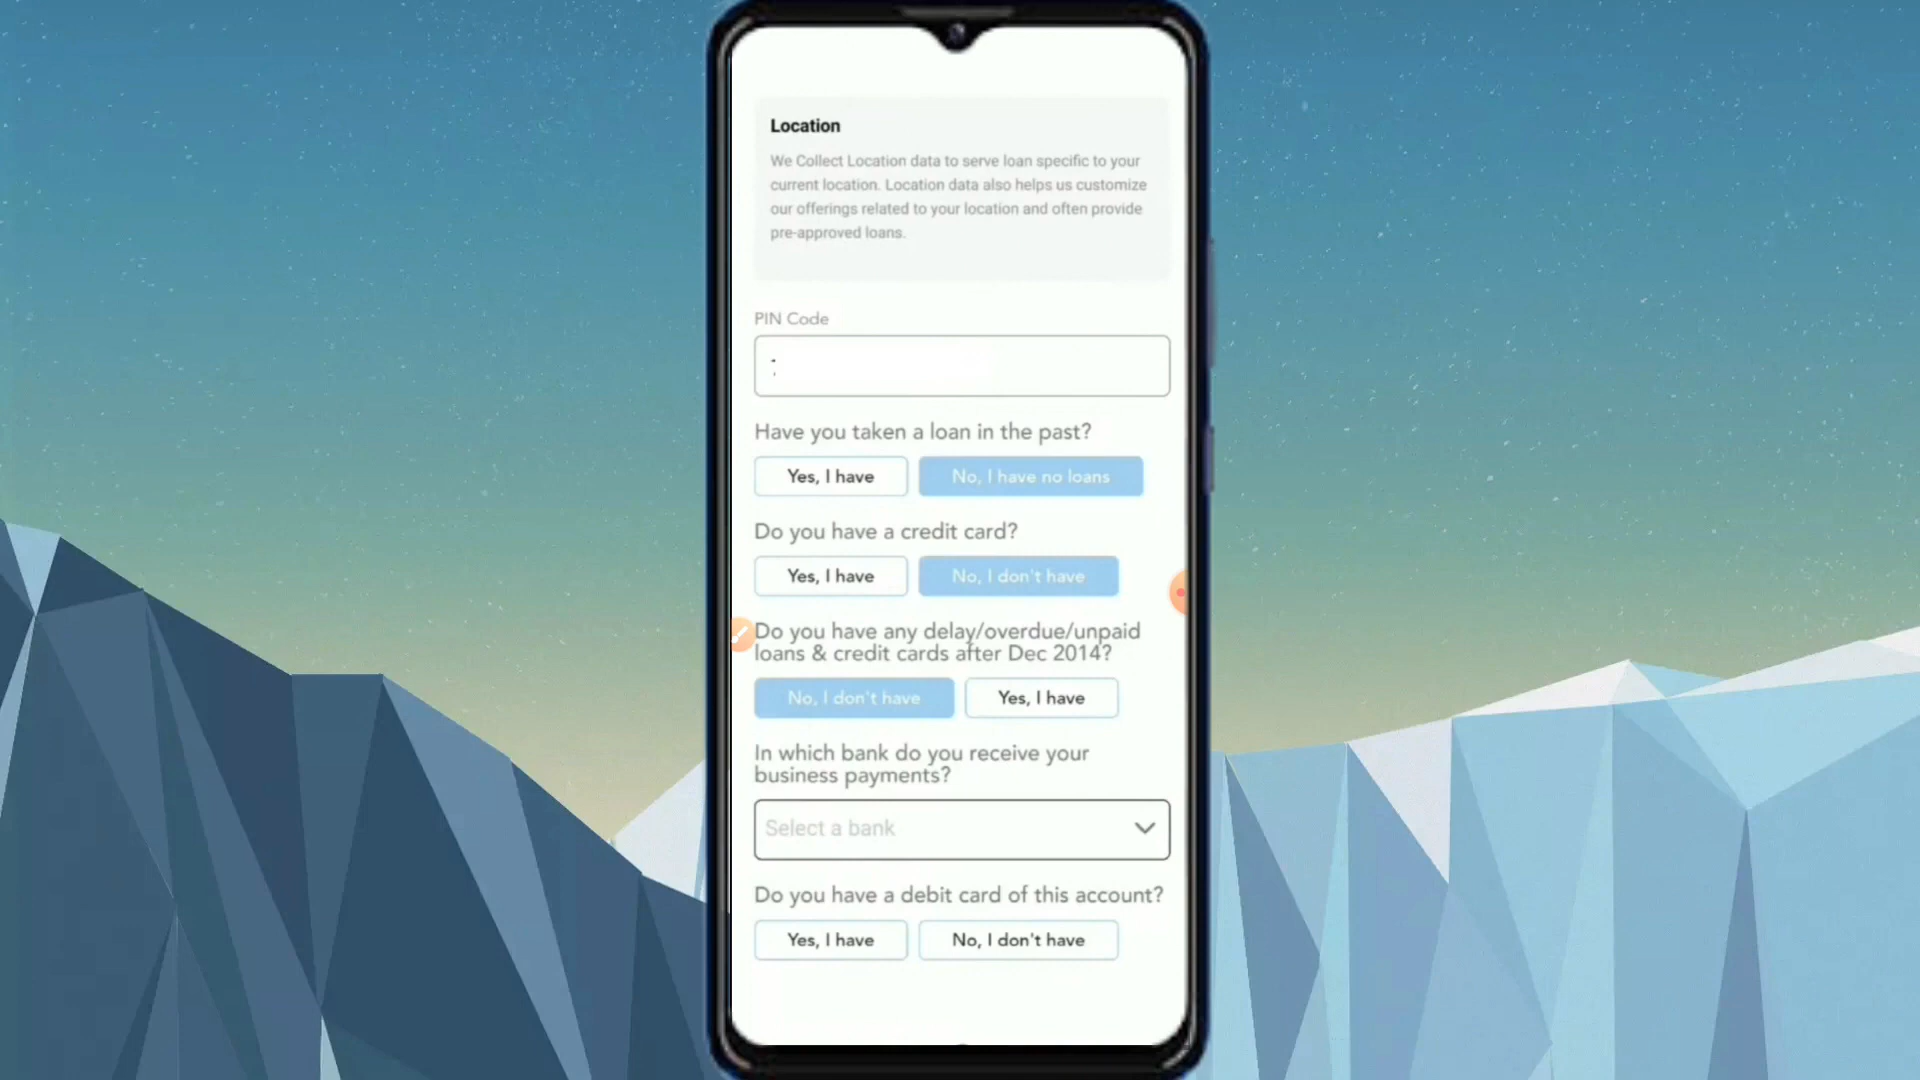 Location
We Collect Location data to serve loan specific to your
current location. Location data also helps us customize
our offerings related to your location and often provide
pre-approved loans.
PIN Code
Have you taken a loan in the past?
Yes, I have
No, I have no loans
Do you have a credit card?
Yes, I have
No, I don't have
Do you have any delay/overdue/unpaid
loans & credit cards after Dec 2014?
No, I don't have
Yes, I have
In which bank do you receive your
business payments?
Select a bank
Do you have a debit card of this account?
Yes, I have
No, I don't have